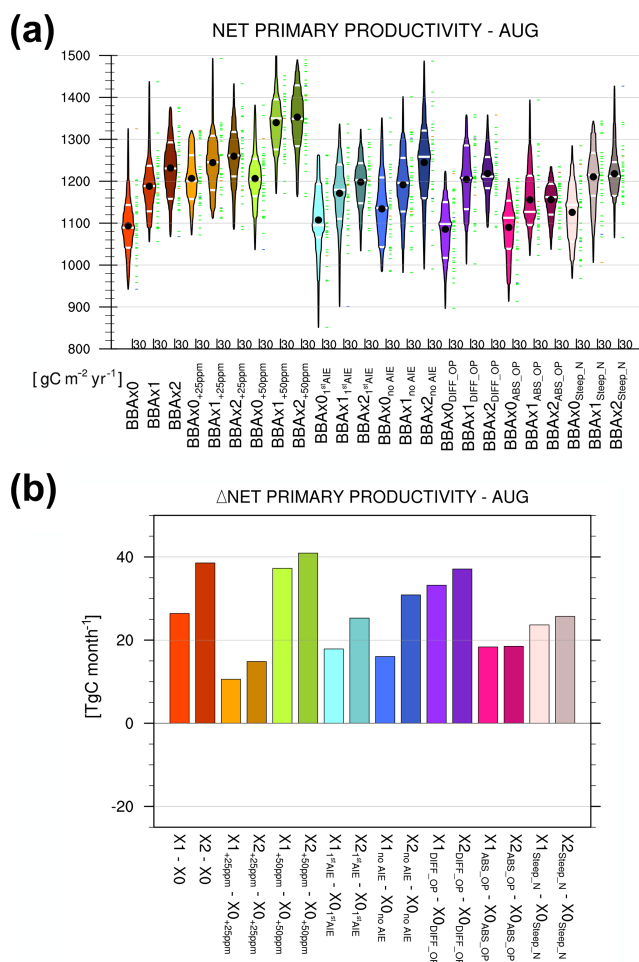 (a)
NET PRIMARY PRODUCTIVITY - AUG
1500
1400
1300
1200
1100
1000
900
800
30 30 30 30 30 30 30 30 30 30 30 30 30 30 30 30 30 30 30 30 30 30 30 30
[ gC m⁻² yr⁻¹]
BBAx0
BBAx1
BBAx2
BBAx0+25ppm
BBAx1+25ppm
BBAx2+25ppm
BBAx0+50ppm
BBAx1+50ppm
BBAx2+50ppm
BBAx01stAIE
BBAx11stAIE
BBAx21stAIE
BBAx0no AIE
BBAx1no AIE
BBAx2no AIE
BBAx0DIFF_OP
BBAx1DIFF_OP
BBAx2DIFF_OP
BBAx0ABS_OP
BBAx1ABS_OP
BBAx2ABS_OP
BBAx0Steep_N
BBAx1Steep_N
BBAx2Steep_N
(b)
ΔNET PRIMARY PRODUCTIVITY - AUG
40
20
0
-20
[TgC month⁻¹]
X1 - X0
X2 - X0
X1+25ppm - X0+25ppm
X2+25ppm - X0+25ppm
X1+50ppm - X0+50ppm
X2+50ppm - X0+50ppm
X11stAIE - X01stAIE
X21stAIE - X01stAIE
X1no AIE - X0no AIE
X2no AIE - X0no AIE
X1DIFF_OP - X0DIFF_OP
X2DIFF_OP - X0DIFF_OP
X1ABS_OP - X0ABS_OP
X2ABS_OP - X0ABS_OP
X1Steep_N - X0Steep_N
X2Steep_N - X0Steep_N